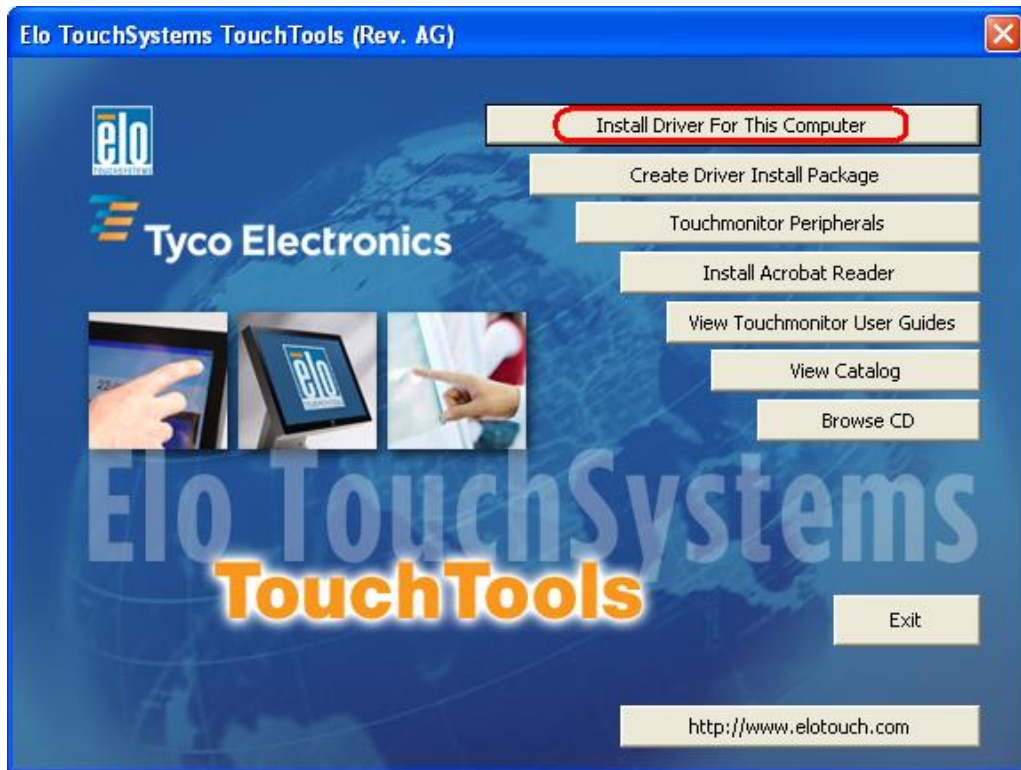 Elo TouchSystems TouchTools (Rev. AG)
ēlo
TOUCHSYSTEMS
Install Driver For This Computer
Create Driver Install Package
Tyco Electronics
Touchmonitor Peripherals
Install Acrobat Reader
View Touchmonitor User Guides
View Catalog
Browse CD
ēlo
Elo TouchSystems
TouchTools
Exit
http://www.elotouch.com